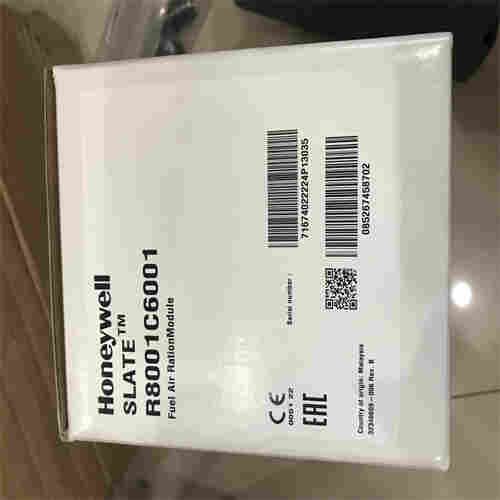 Honeywell
SLATE™
R8001C6001
Fuel Air RationModule
CE
0051 22
EAC
Serial number :
71674022224P13035
085267458702
Country of origin: Malaysia
32348609 - 006 Rev. B